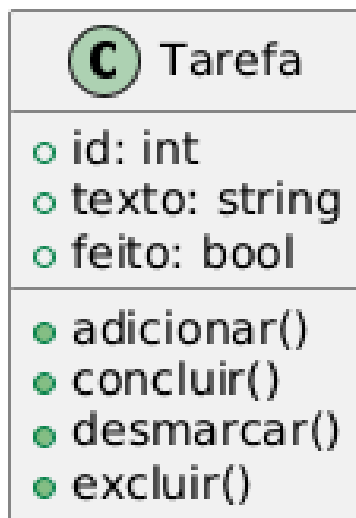 C Tarefa
id: int
texto: string
feito: bool
adicionar()
concluir()
desmarcar()
excluir()